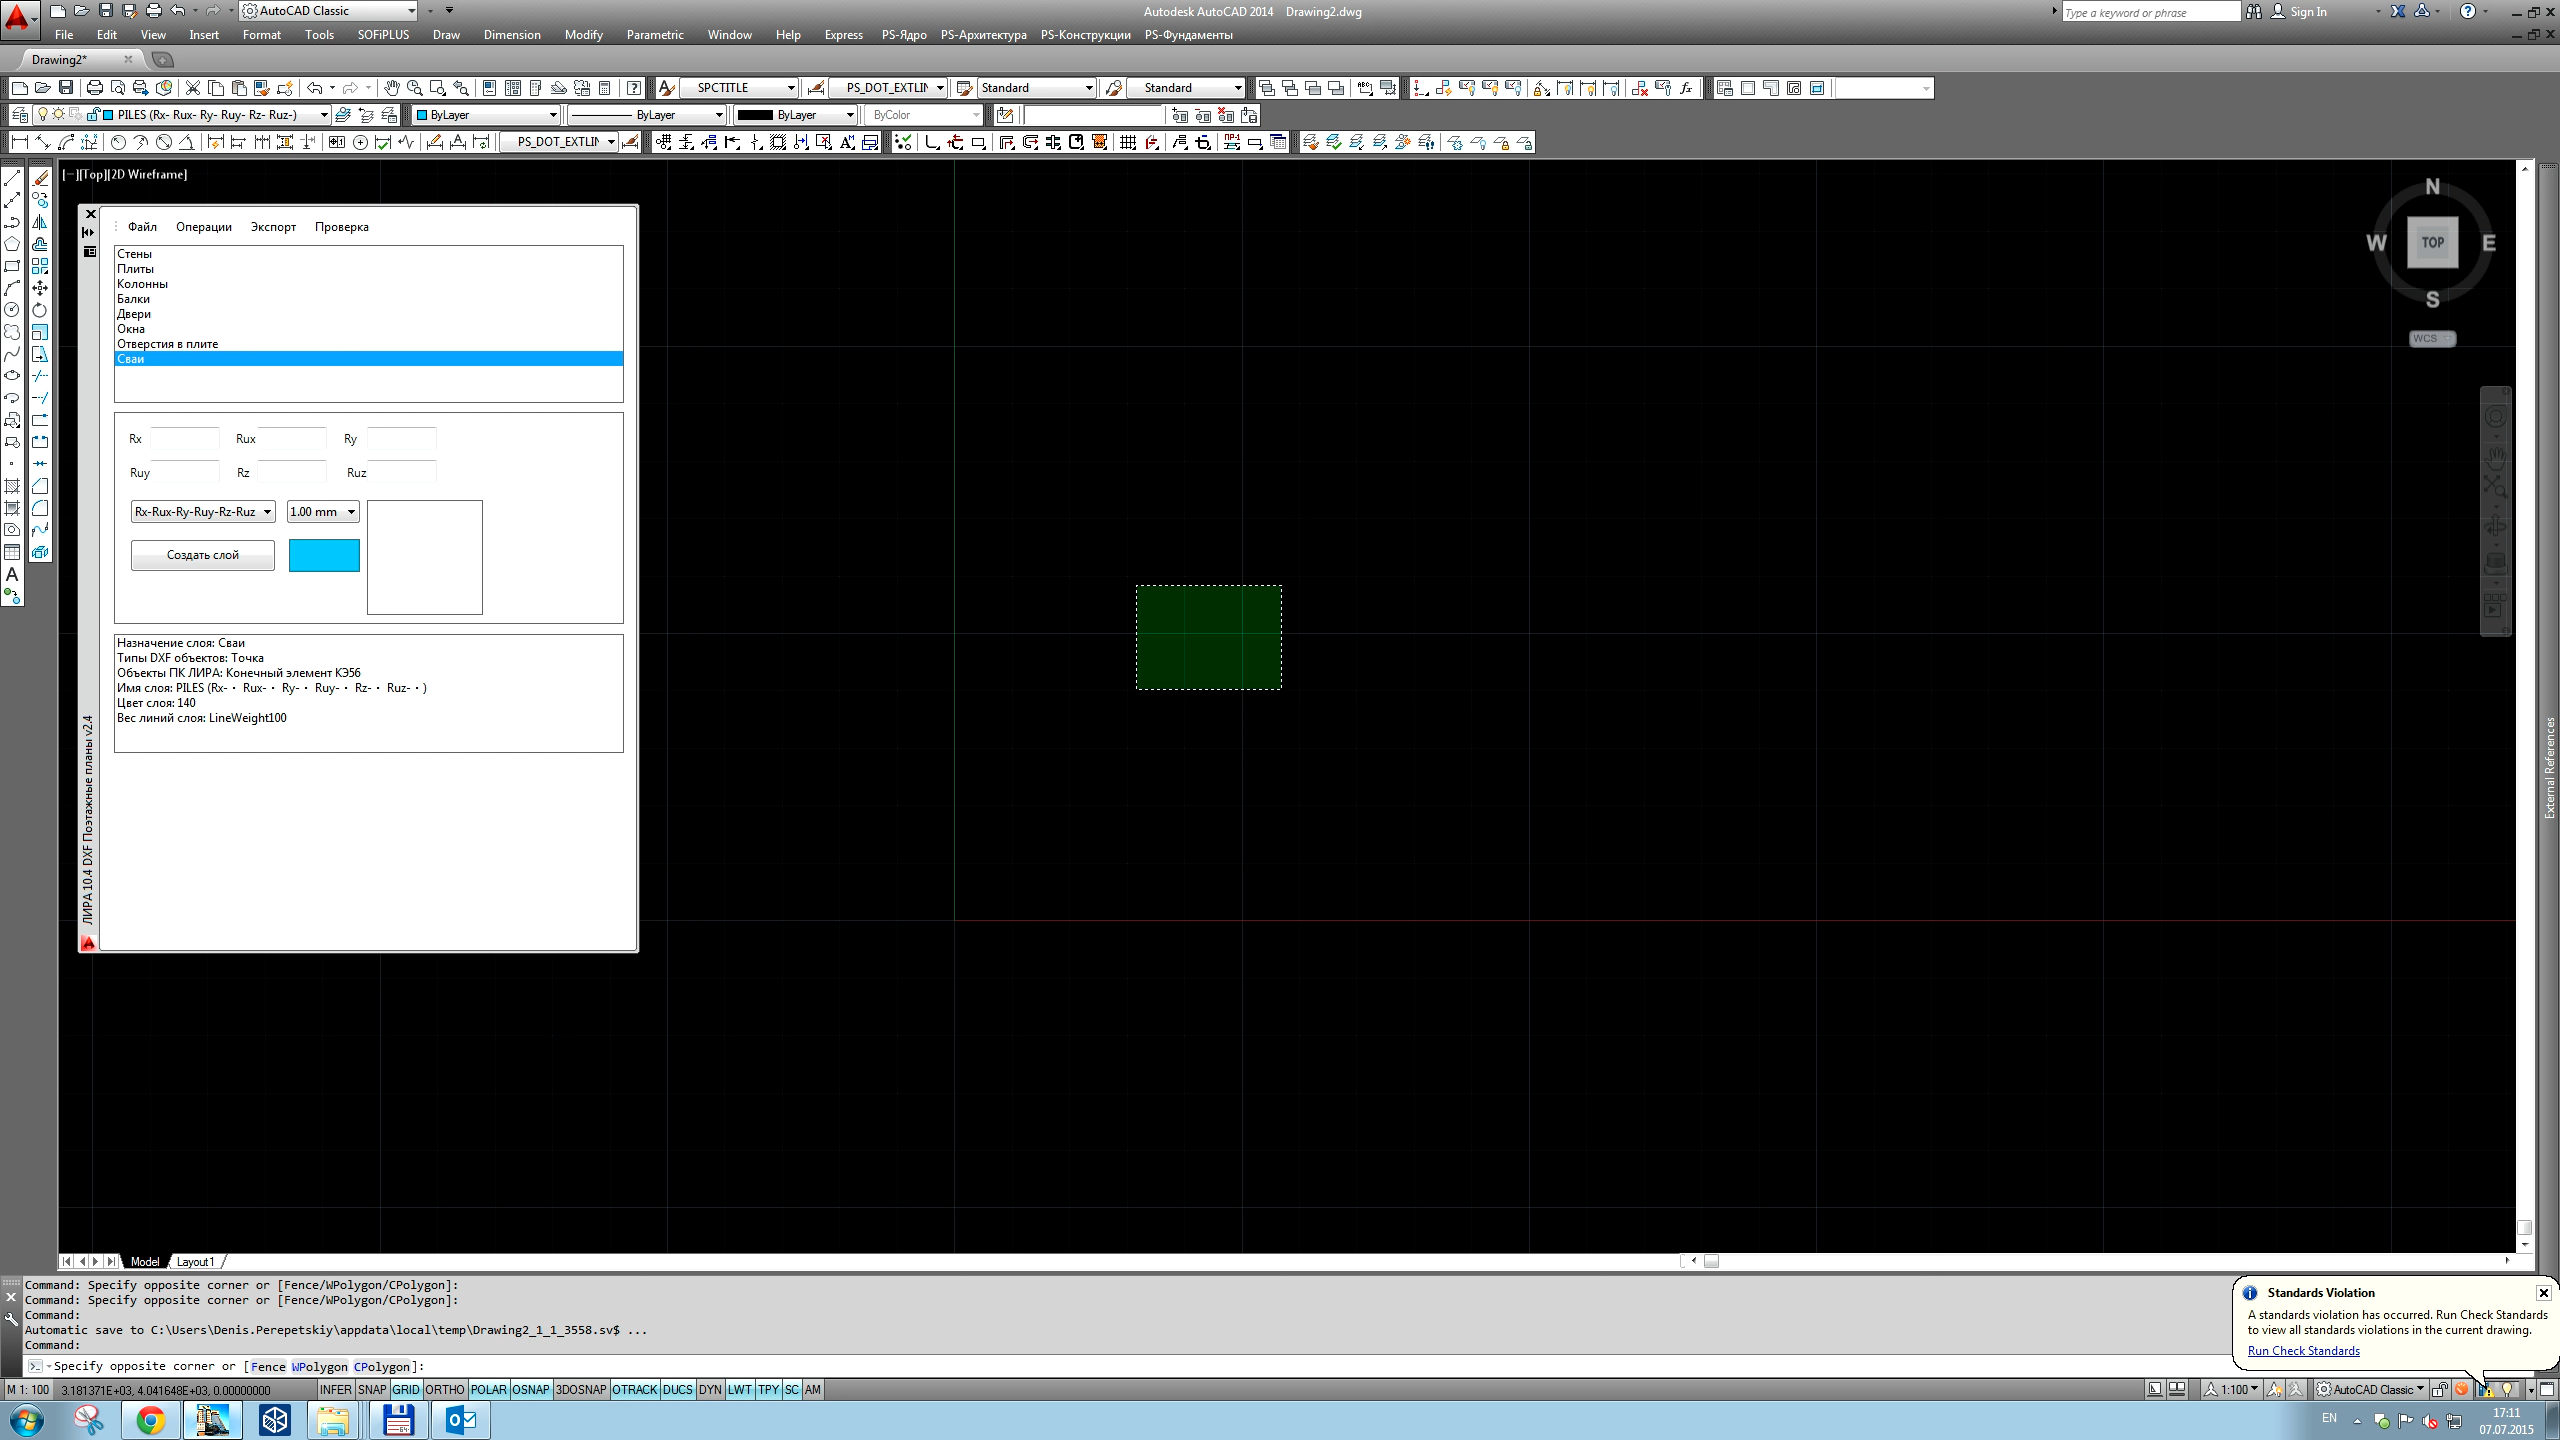 AutoCAD Classic
Autodesk AutoCAD 2014 Drawing2.dwg
Type a keyword or phrase
Sign In
File Edit View Insert Format Tools SOFiPLUS Draw Dimension Modify Parametric Window Help Express PS-Ядро PS-Архитектура PS-Конструкции PS-Фундаменты
Drawing2*
SPCTITLE PS_DOT_EXTLIN Standard Standard
PILES (Rx- Rux- Ry- Ruy- Rz- Ruz-) ByLayer ByLayer ByLayer ByColor
PS_DOT_EXTLIN
[−][Top][2D Wireframe]
N
W TOP E
S
WCS
Файл Операции Экспорт Проверка
Стены
Плиты
Колонны
Балки
Двери
Окна
Отверстия в плите
Сваи
Rx Rux Ry
Ruy Rz Ruz
Rx-Rux-Ry-Ruy-Rz-Ruz 1.00 mm
Создать слой
Назначение слоя: Сваи
Типы DXF объектов: Точка
Объекты ПК ЛИРА: Конечный элемент КЭ56
Имя слоя: PILES (Rx-· Rux-· Ry-· Ruy-· Rz-· Ruz-·)
Цвет слоя: 140
Вес линий слоя: LineWeight100
ЛИРА 10.4 DXF Поэтажные планы v2.4
External References
Model Layout1
Command: Specify opposite corner or [Fence/WPolygon/CPolygon]:
Command: Specify opposite corner or [Fence/WPolygon/CPolygon]:
Command:
Automatic save to C:\Users\Denis.Perepetskiy\appdata\local\temp\Drawing2_1_1_3558.sv$ ...
Command:
Specify opposite corner or [Fence WPolygon CPolygon]:
Standards Violation
A standards violation has occurred. Run Check Standards
to view all standards violations in the current drawing.
Run Check Standards
M 1: 100 3.181371E+03, 4.041648E+03, 0.00000000 INFER SNAP GRID ORTHO POLAR OSNAP 3DOSNAP OTRACK DUCS DYN LWT TPY SC AM
1:100 AutoCAD Classic
EN
17:11
07.07.2015